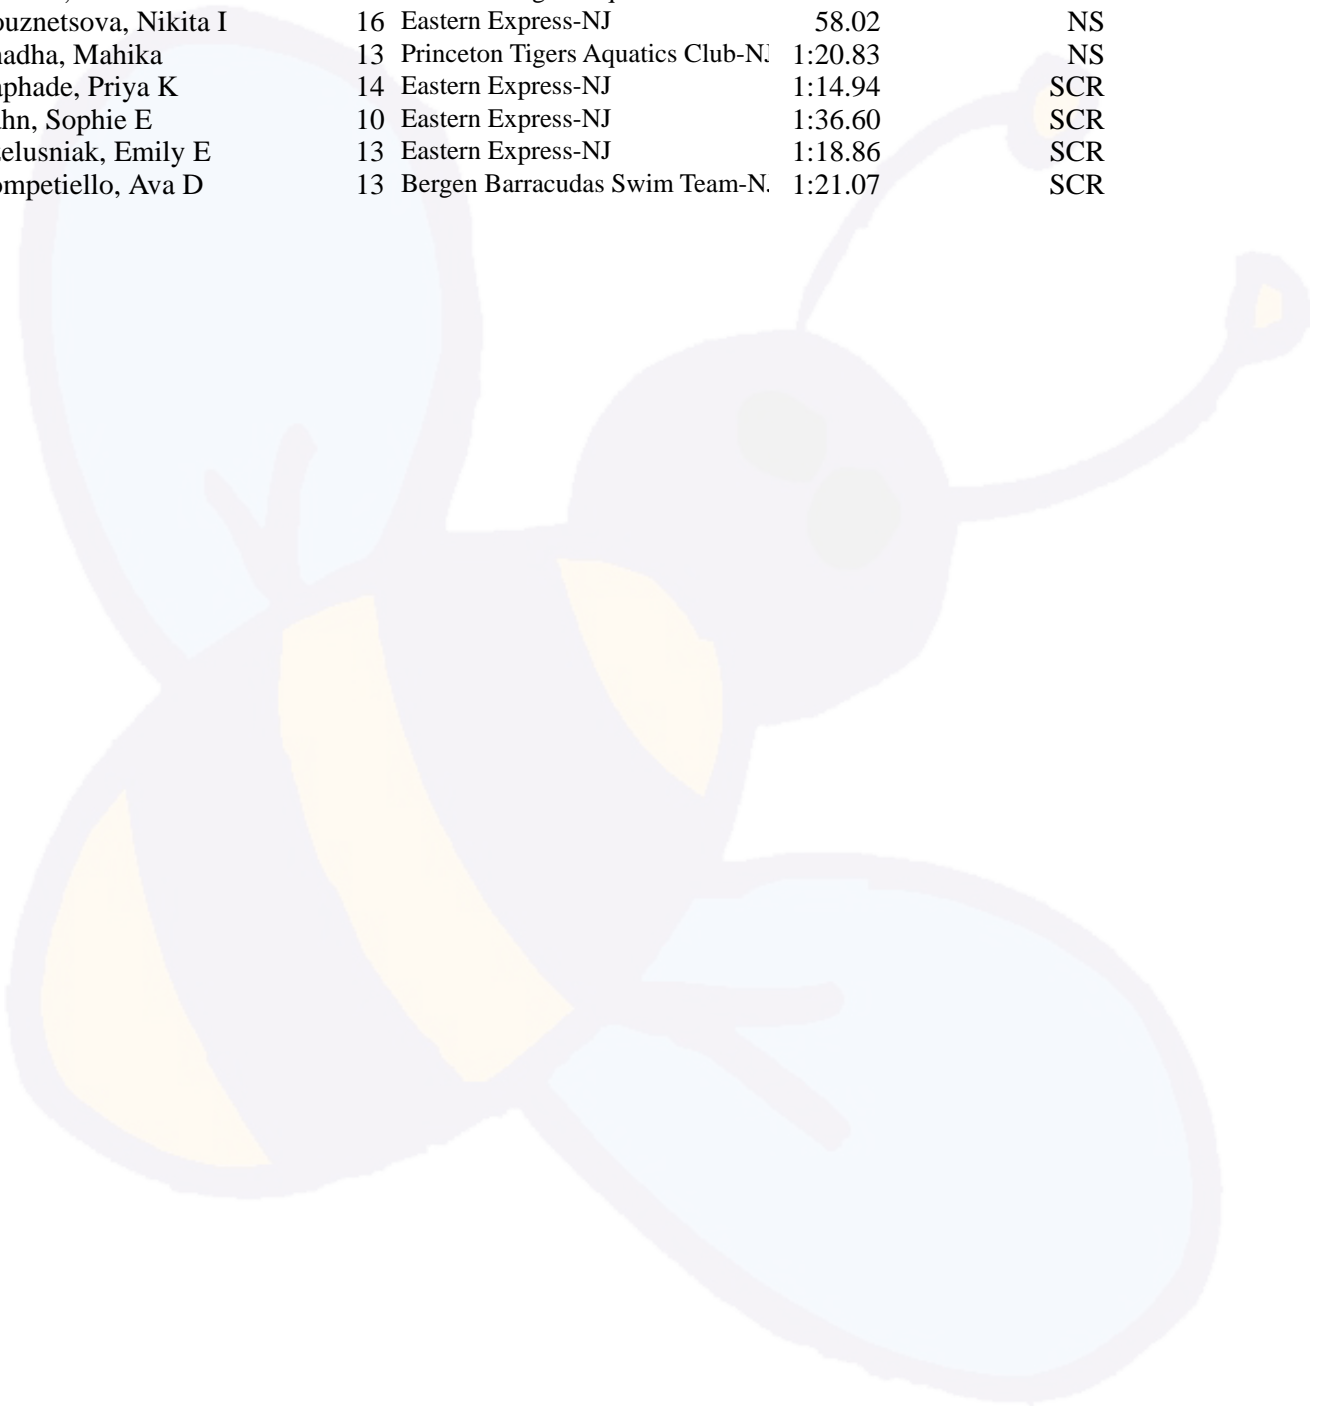 ouznetsova, Nikita I 16 Eastern Express-NJ 58.02 NS
adha, Mahika 13 Princeton Tigers Aquatics Club-NJ 1:20.83 NS
aphade, Priya K 14 Eastern Express-NJ 1:14.94 SCR
ahn, Sophie E 10 Eastern Express-NJ 1:36.60 SCR
elusniak, Emily E 13 Eastern Express-NJ 1:18.86 SCR
ompetiello, Ava D 13 Bergen Barracudas Swim Team-N. 1:21.07 SCR